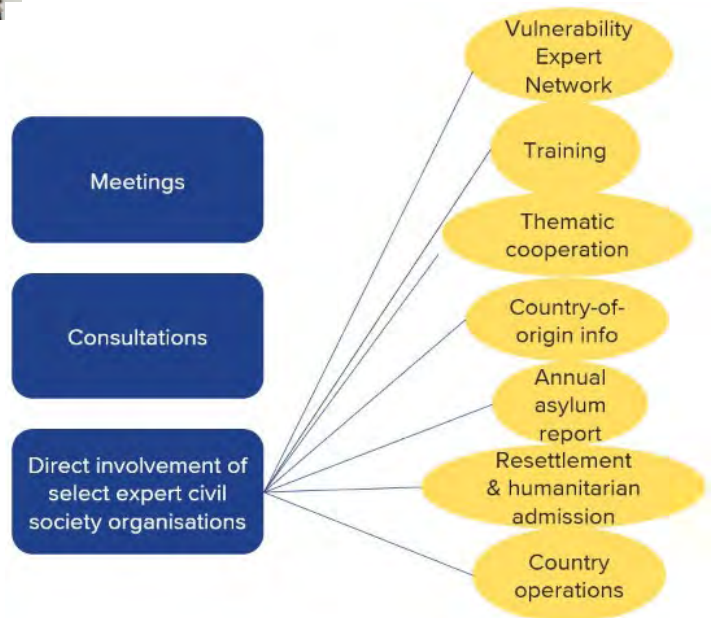 Meetings
Consultations
Direct involvement of
select expert civil
society organisations
Vulnerability
Expert
Network
Training
Thematic
cooperation
Country-of-
origin info
Annual
asylum
report
Resettlement
& humanitarian
admission
Country
operations